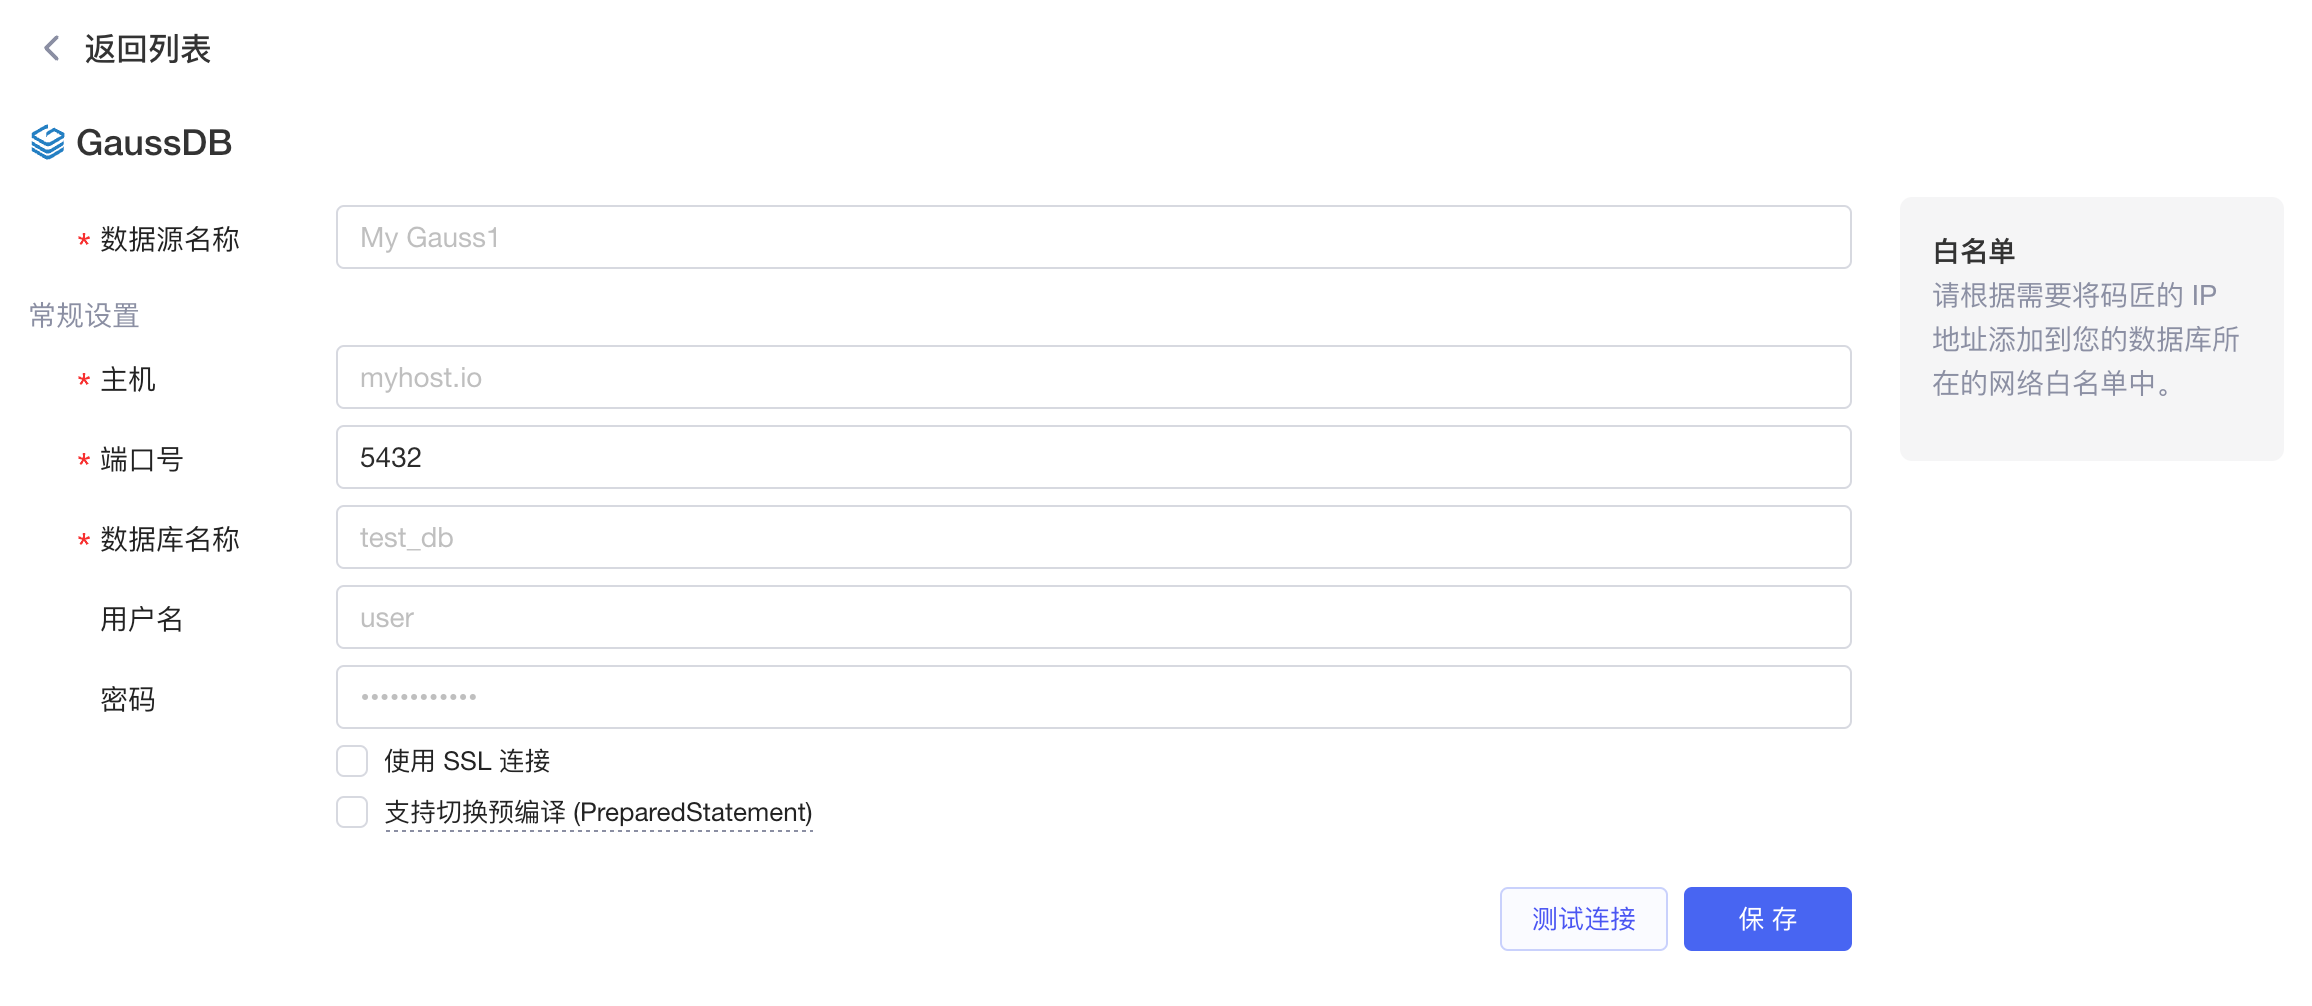 返回列表
GaussDB
* 数据源名称
My Gauss1
常规设置
* 主机
myhost.io
* 端口号
5432
* 数据库名称
test_db
用户名
user
密码
••••••••••••
使用 SSL 连接
支持切换预编译 (PreparedStatement)
测试连接
保 存
白名单
请根据需要将码匠的 IP
地址添加到您的数据库所
在的网络白名单中。